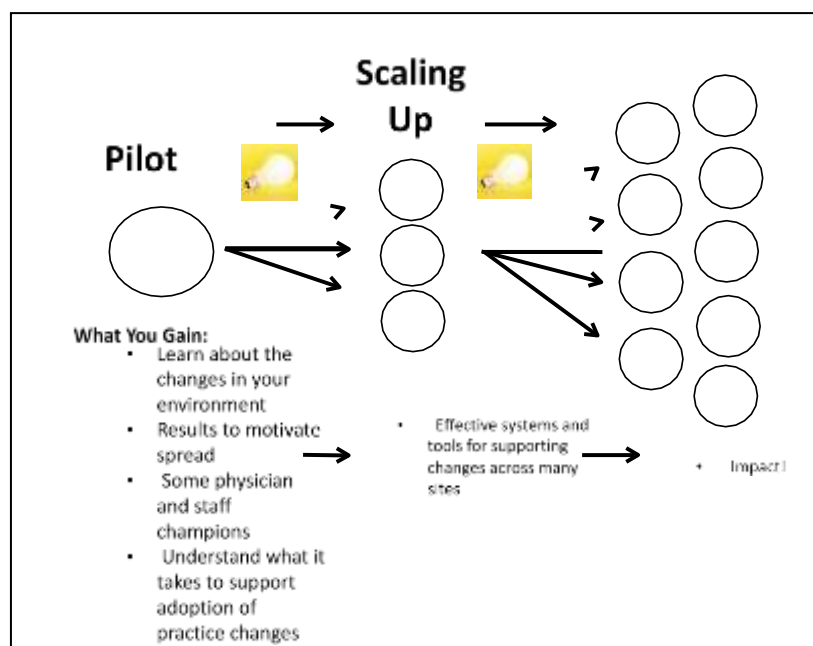 Scaling
Up
Pilot
What You Gain:
• Learn about the
changes in your
environment
• Results to motivate
spread
• Some physician
and staff
champions
• Understand what it
takes to support
adoption of
practice changes
• Effective systems and
tools for supporting
changes across many
sites
• Impact!